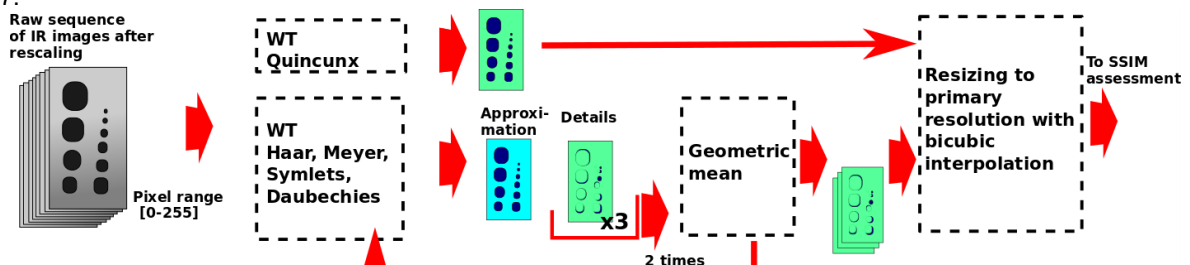 r.
Raw sequence
of IR images after
rescaling
Pixel range
[0-255]
WT
Quincunx
WT
Haar, Meyer,
Symlets,
Daubechies
Approxi-
mation
Details
x3
2 times
Geometric
mean
Resizing to
primary
resolution with
bicubic
interpolation
To SSIM
assessment